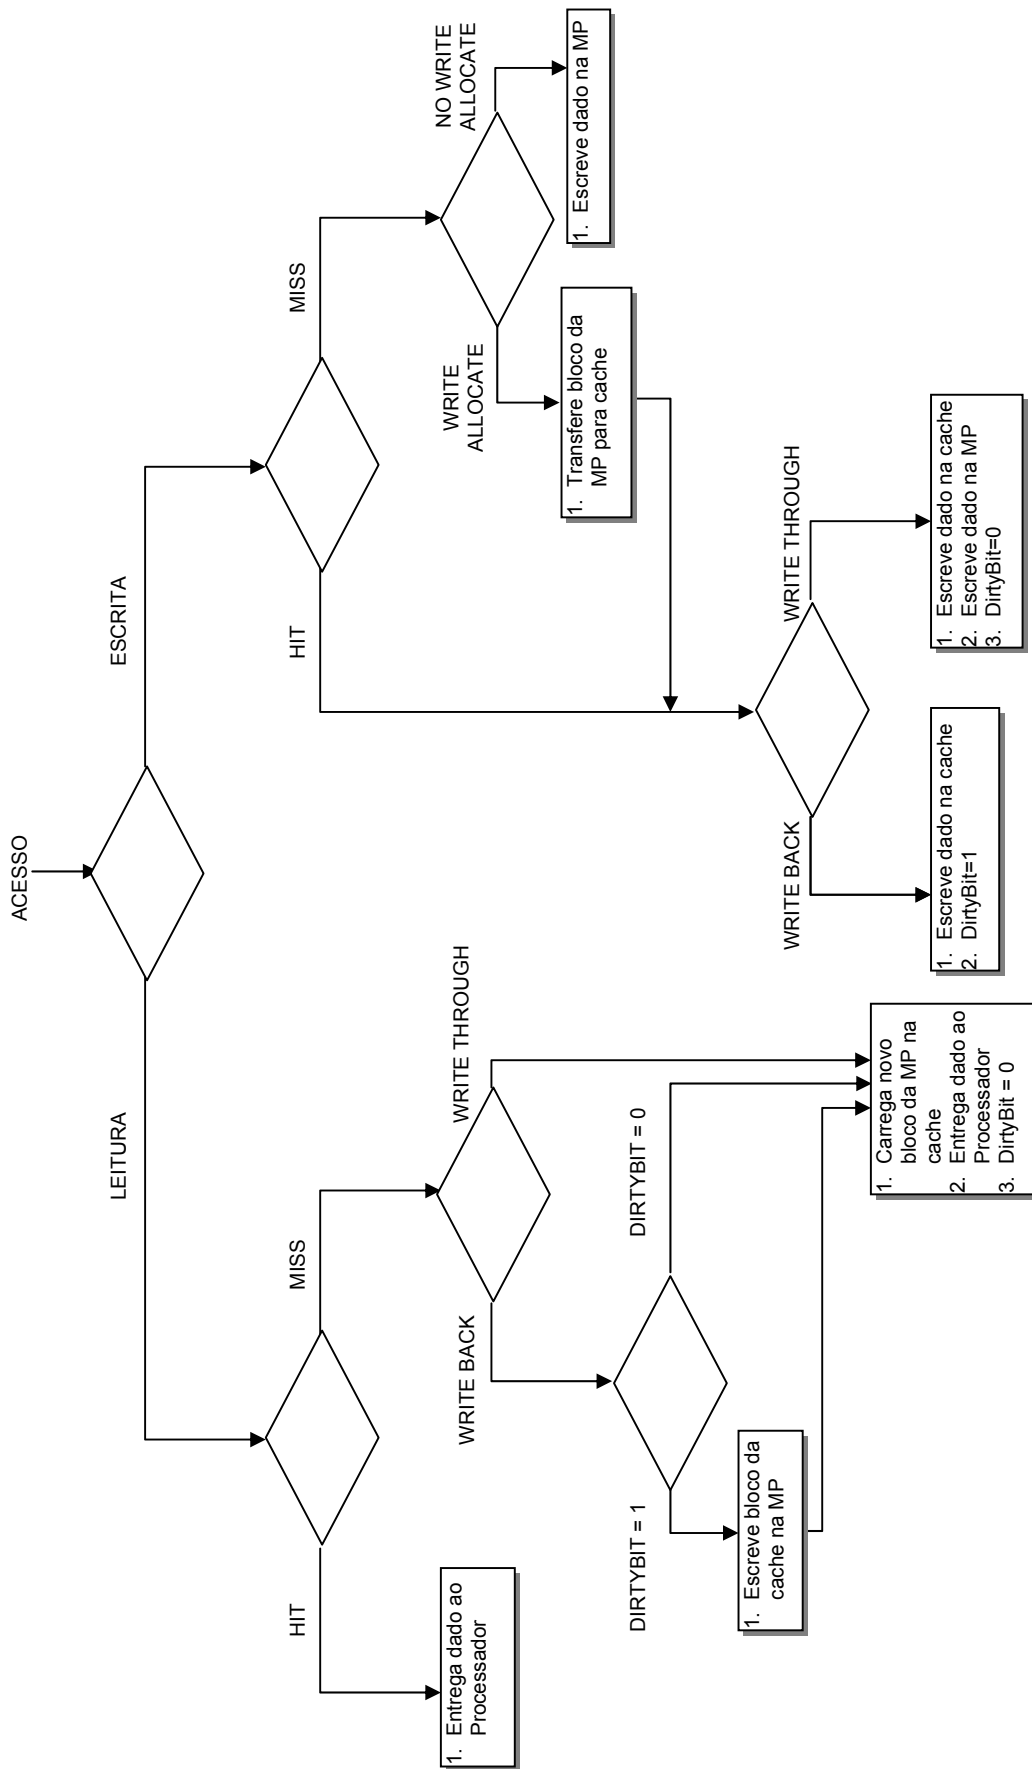 ACESSO
LEITURA
ESCRITA
HIT
MISS
HIT
MISS
1. Entrega dado ao
Processador
WRITE BACK
WRITE THROUGH
WRITE
ALLOCATE
NO WRITE
ALLOCATE
1. Transfere bloco da
MP para cache
1. Escreve dado na MP
DIRTYBIT = 1
DIRTYBIT = 0
1. Escreve bloco da
cache na MP
WRITE BACK
WRITE THROUGH
1. Carrega novo
bloco da MP na
cache
2. Entrega dado ao
Processador
3. DirtyBit = 0
1. Escreve dado na cache
2. DirtyBit=1
1. Escreve dado na cache
2. Escreve dado na MP
3. DirtyBit=0